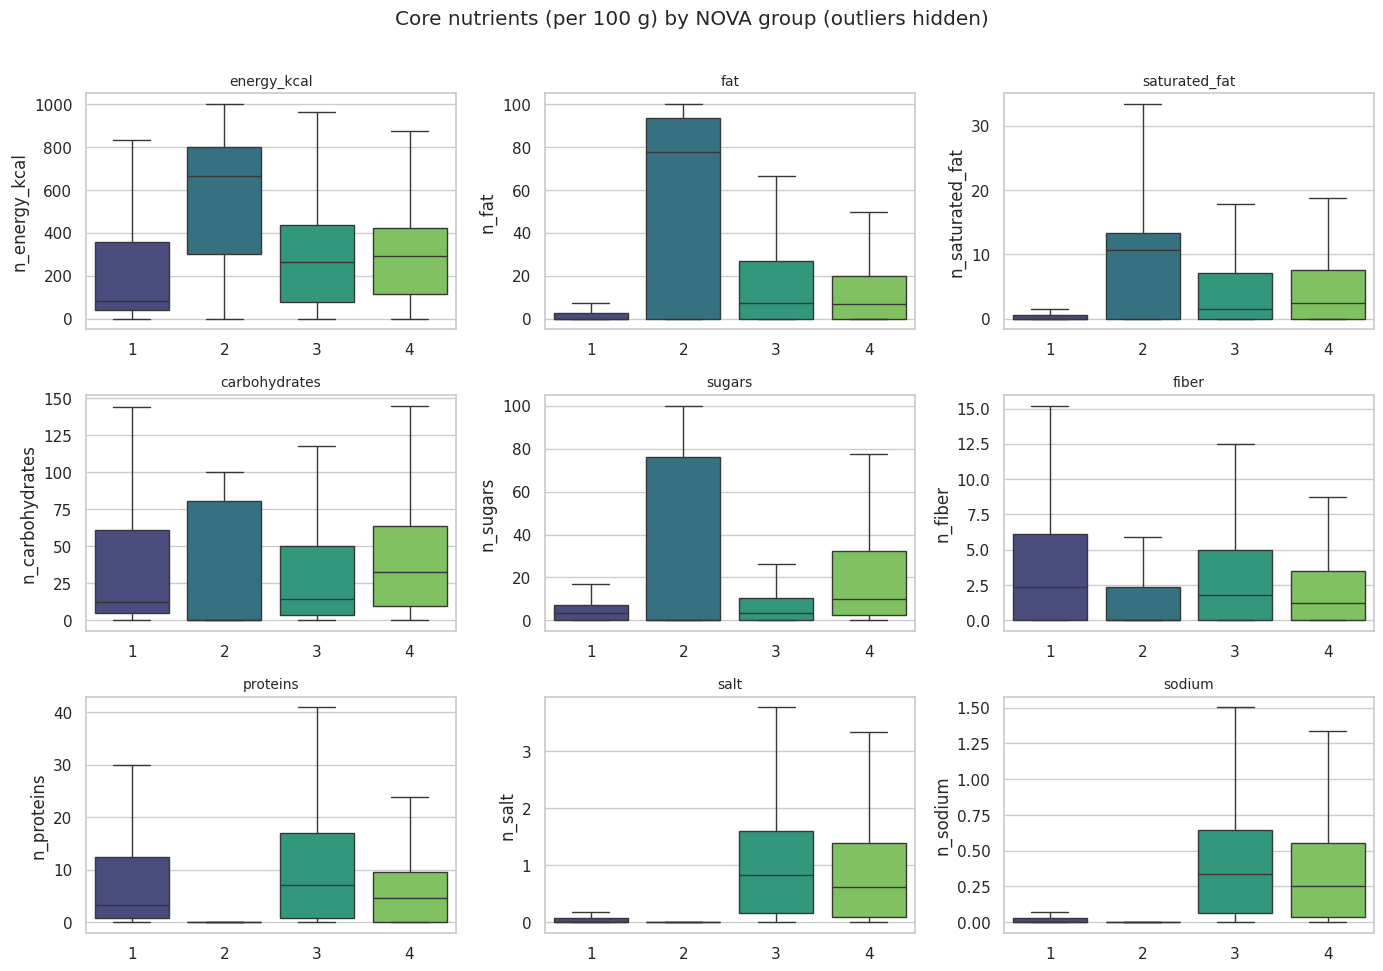 Core nutrients (per 100 g) by NOVA group (outliers hidden)
energy_kcal
n_energy_kcal
1000
800
600
400
200
0
1 2 3 4
fat
n_fat
100
80
60
40
20
0
1 2 3 4
saturated_fat
n_saturated_fat
30
20
10
0
1 2 3 4
carbohydrates
n_carbohydrates
150
125
100
75
50
25
0
1 2 3 4
sugars
n_sugars
100
80
60
40
20
0
1 2 3 4
fiber
n_fiber
15.0
12.5
10.0
7.5
5.0
2.5
0.0
1 2 3 4
proteins
n_proteins
40
30
20
10
0
1 2 3 4
salt
n_salt
3
2
1
0
1 2 3 4
sodium
n_sodium
1.50
1.25
1.00
0.75
0.50
0.25
0.00
1 2 3 4